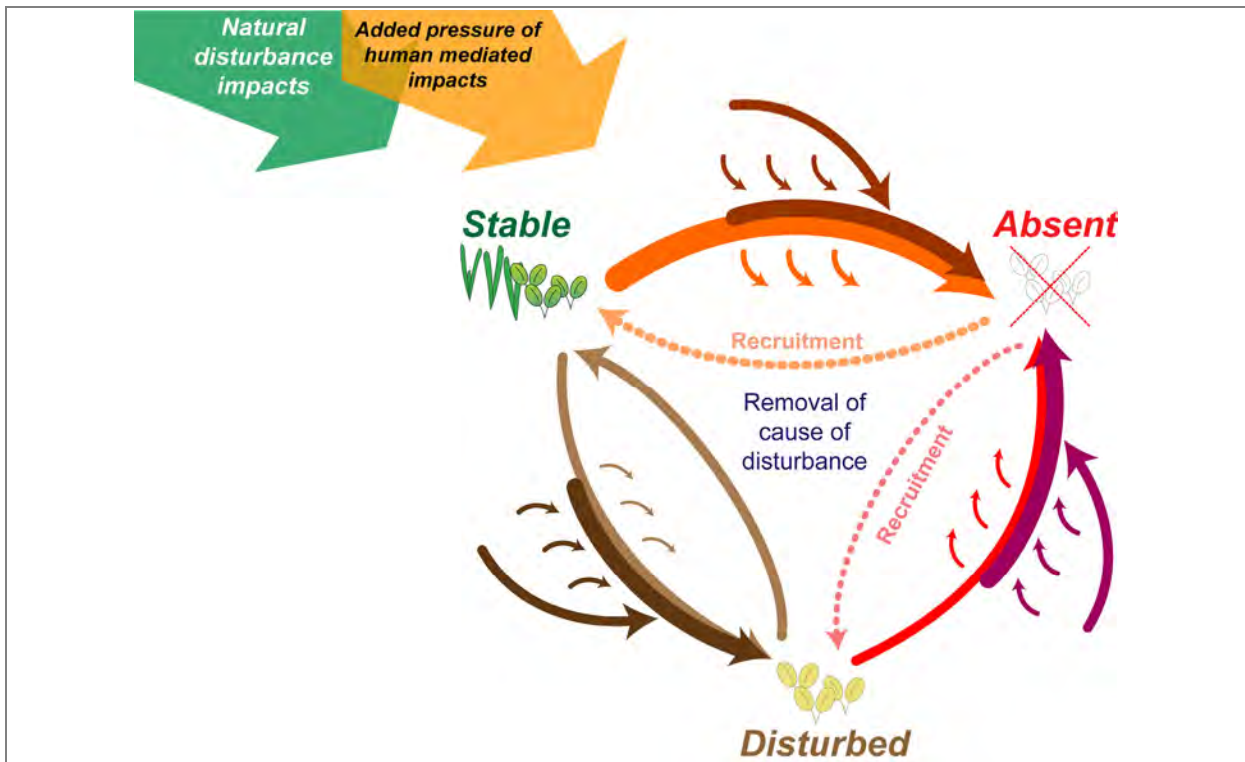 Natural
disturbance
impacts
Added pressure of
human mediated
impacts
Stable
Absent
Recruitment
Removal of
cause of
disturbance
Recruitment
Disturbed